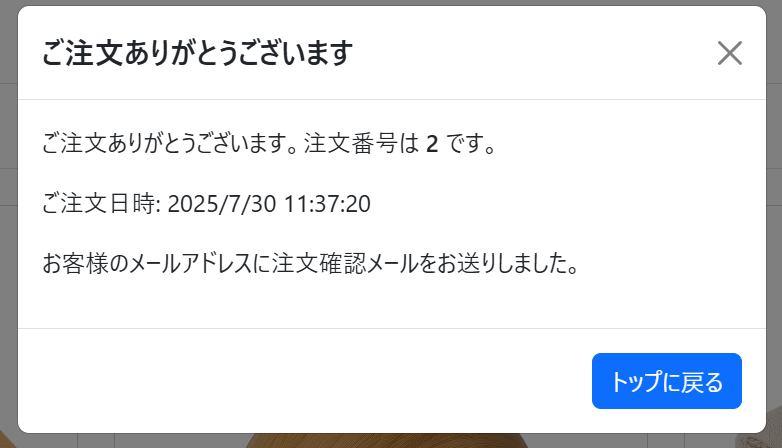 ご注文ありがとうございます
ご注文ありがとうございます。注文番号は 2 です。
ご注文日時: 2025/7/30 11:37:20
お客様のメールアドレスに注文確認メールをお送りしました。
トップに戻る